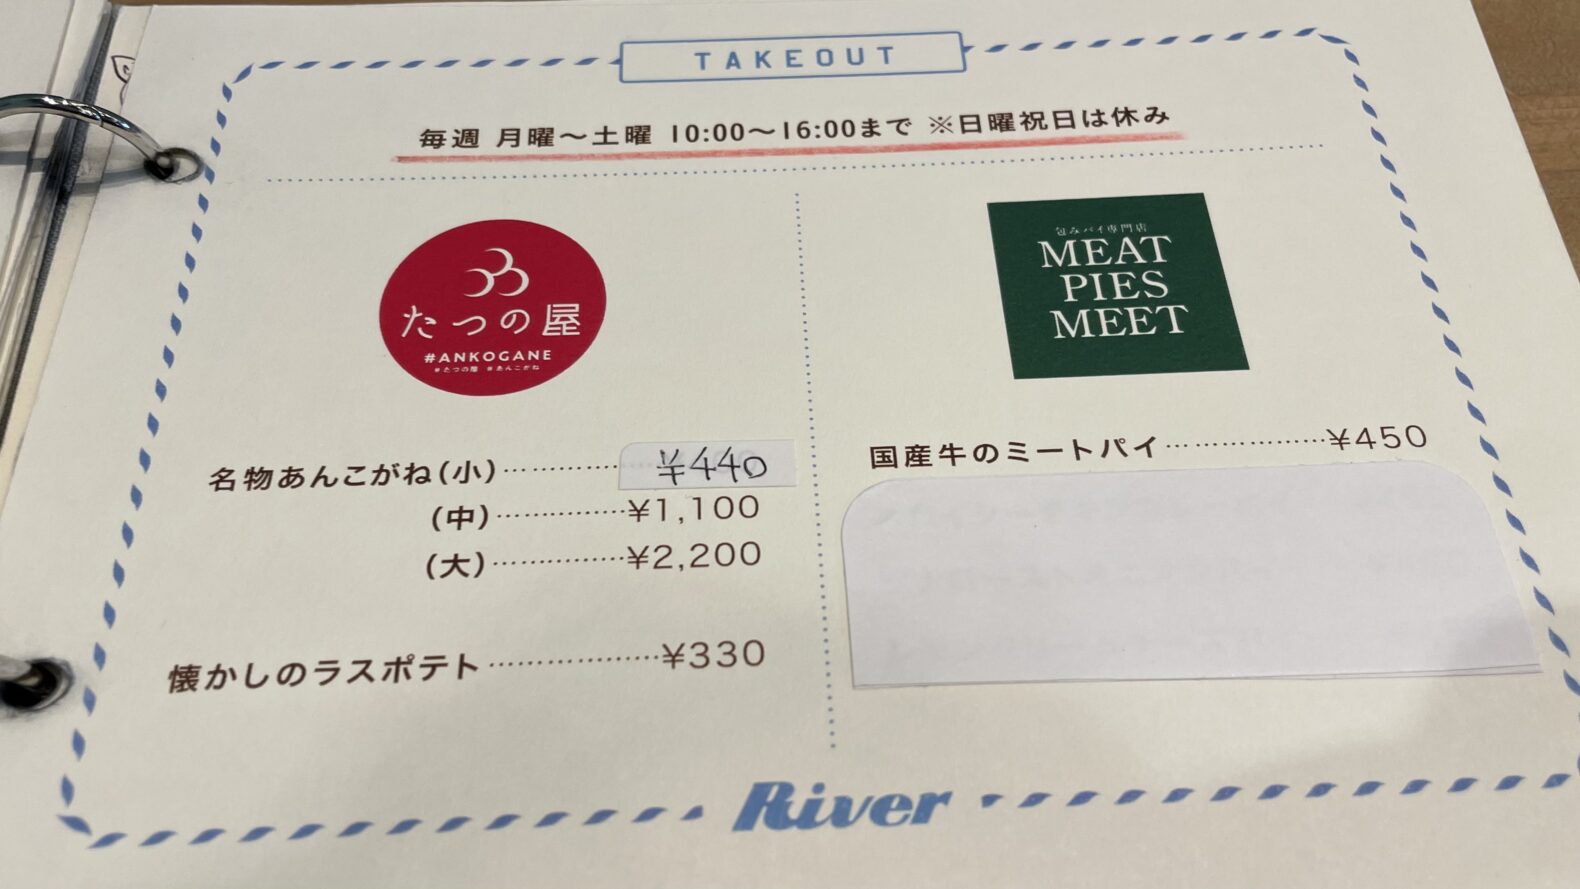 TAKEOUT
毎週 月曜〜土曜 10:00〜16:00まで ※日曜祝日は休み
たつの屋
#ANKOGANE
#たつの屋 #あんこがね
名物あんこがね(小)……………¥440
(中)……………¥1,100
(大)……………¥2,200
懐かしのラスポテト…………………¥330
包みパイ専門店
MEAT
PIES
MEET
国産牛のミートパイ…………………¥450
River